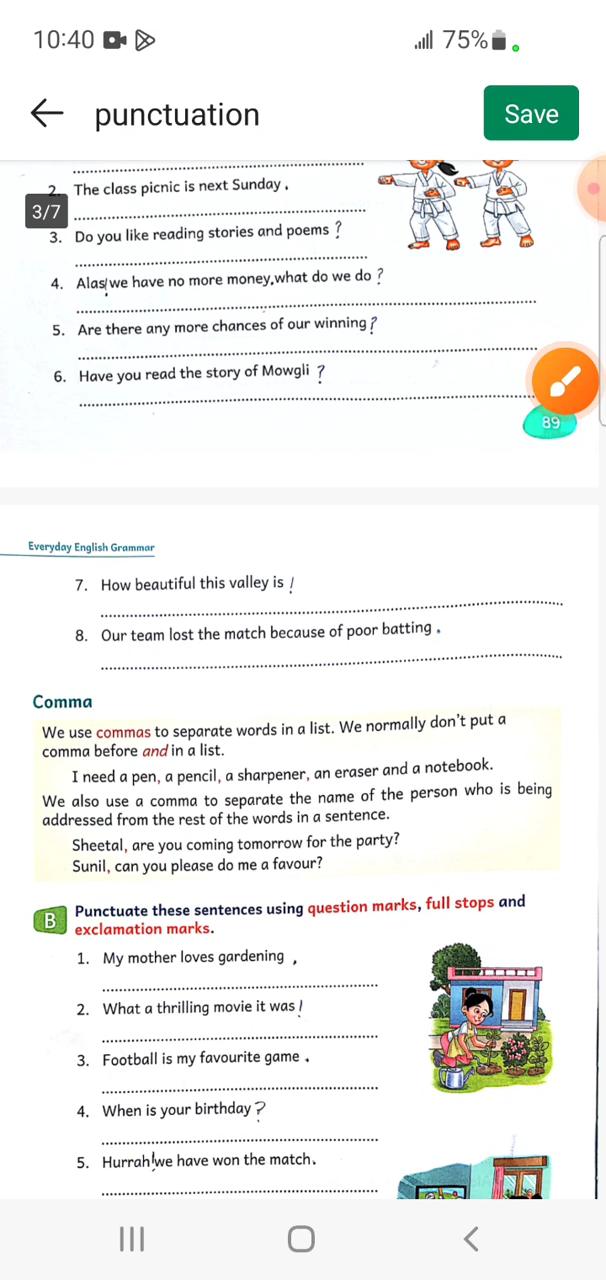 10:40
75%
punctuation
Save
2. The class picnic is next Sunday.
3/7
3. Do you like reading stories and poems ?
4. Alas!we have no more money,what do we do ?
5. Are there any more chances of our winning?
6. Have you read the story of Mowgli ?
89
Everyday English Grammar
7. How beautiful this valley is !
8. Our team lost the match because of poor batting .
Comma
We use commas to separate words in a list. We normally don't put a
comma before and in a list.
I need a pen, a pencil, a sharpener, an eraser and a notebook.
We also use a comma to separate the name of the person who is being
addressed from the rest of the words in a sentence.
Sheetal, are you coming tomorrow for the party?
Sunil, can you please do me a favour?
B Punctuate these sentences using question marks, full stops and
exclamation marks.
1. My mother loves gardening ,
2. What a thrilling movie it was !
3. Football is my favourite game .
4. When is your birthday ?
5. Hurrah!we have won the match.